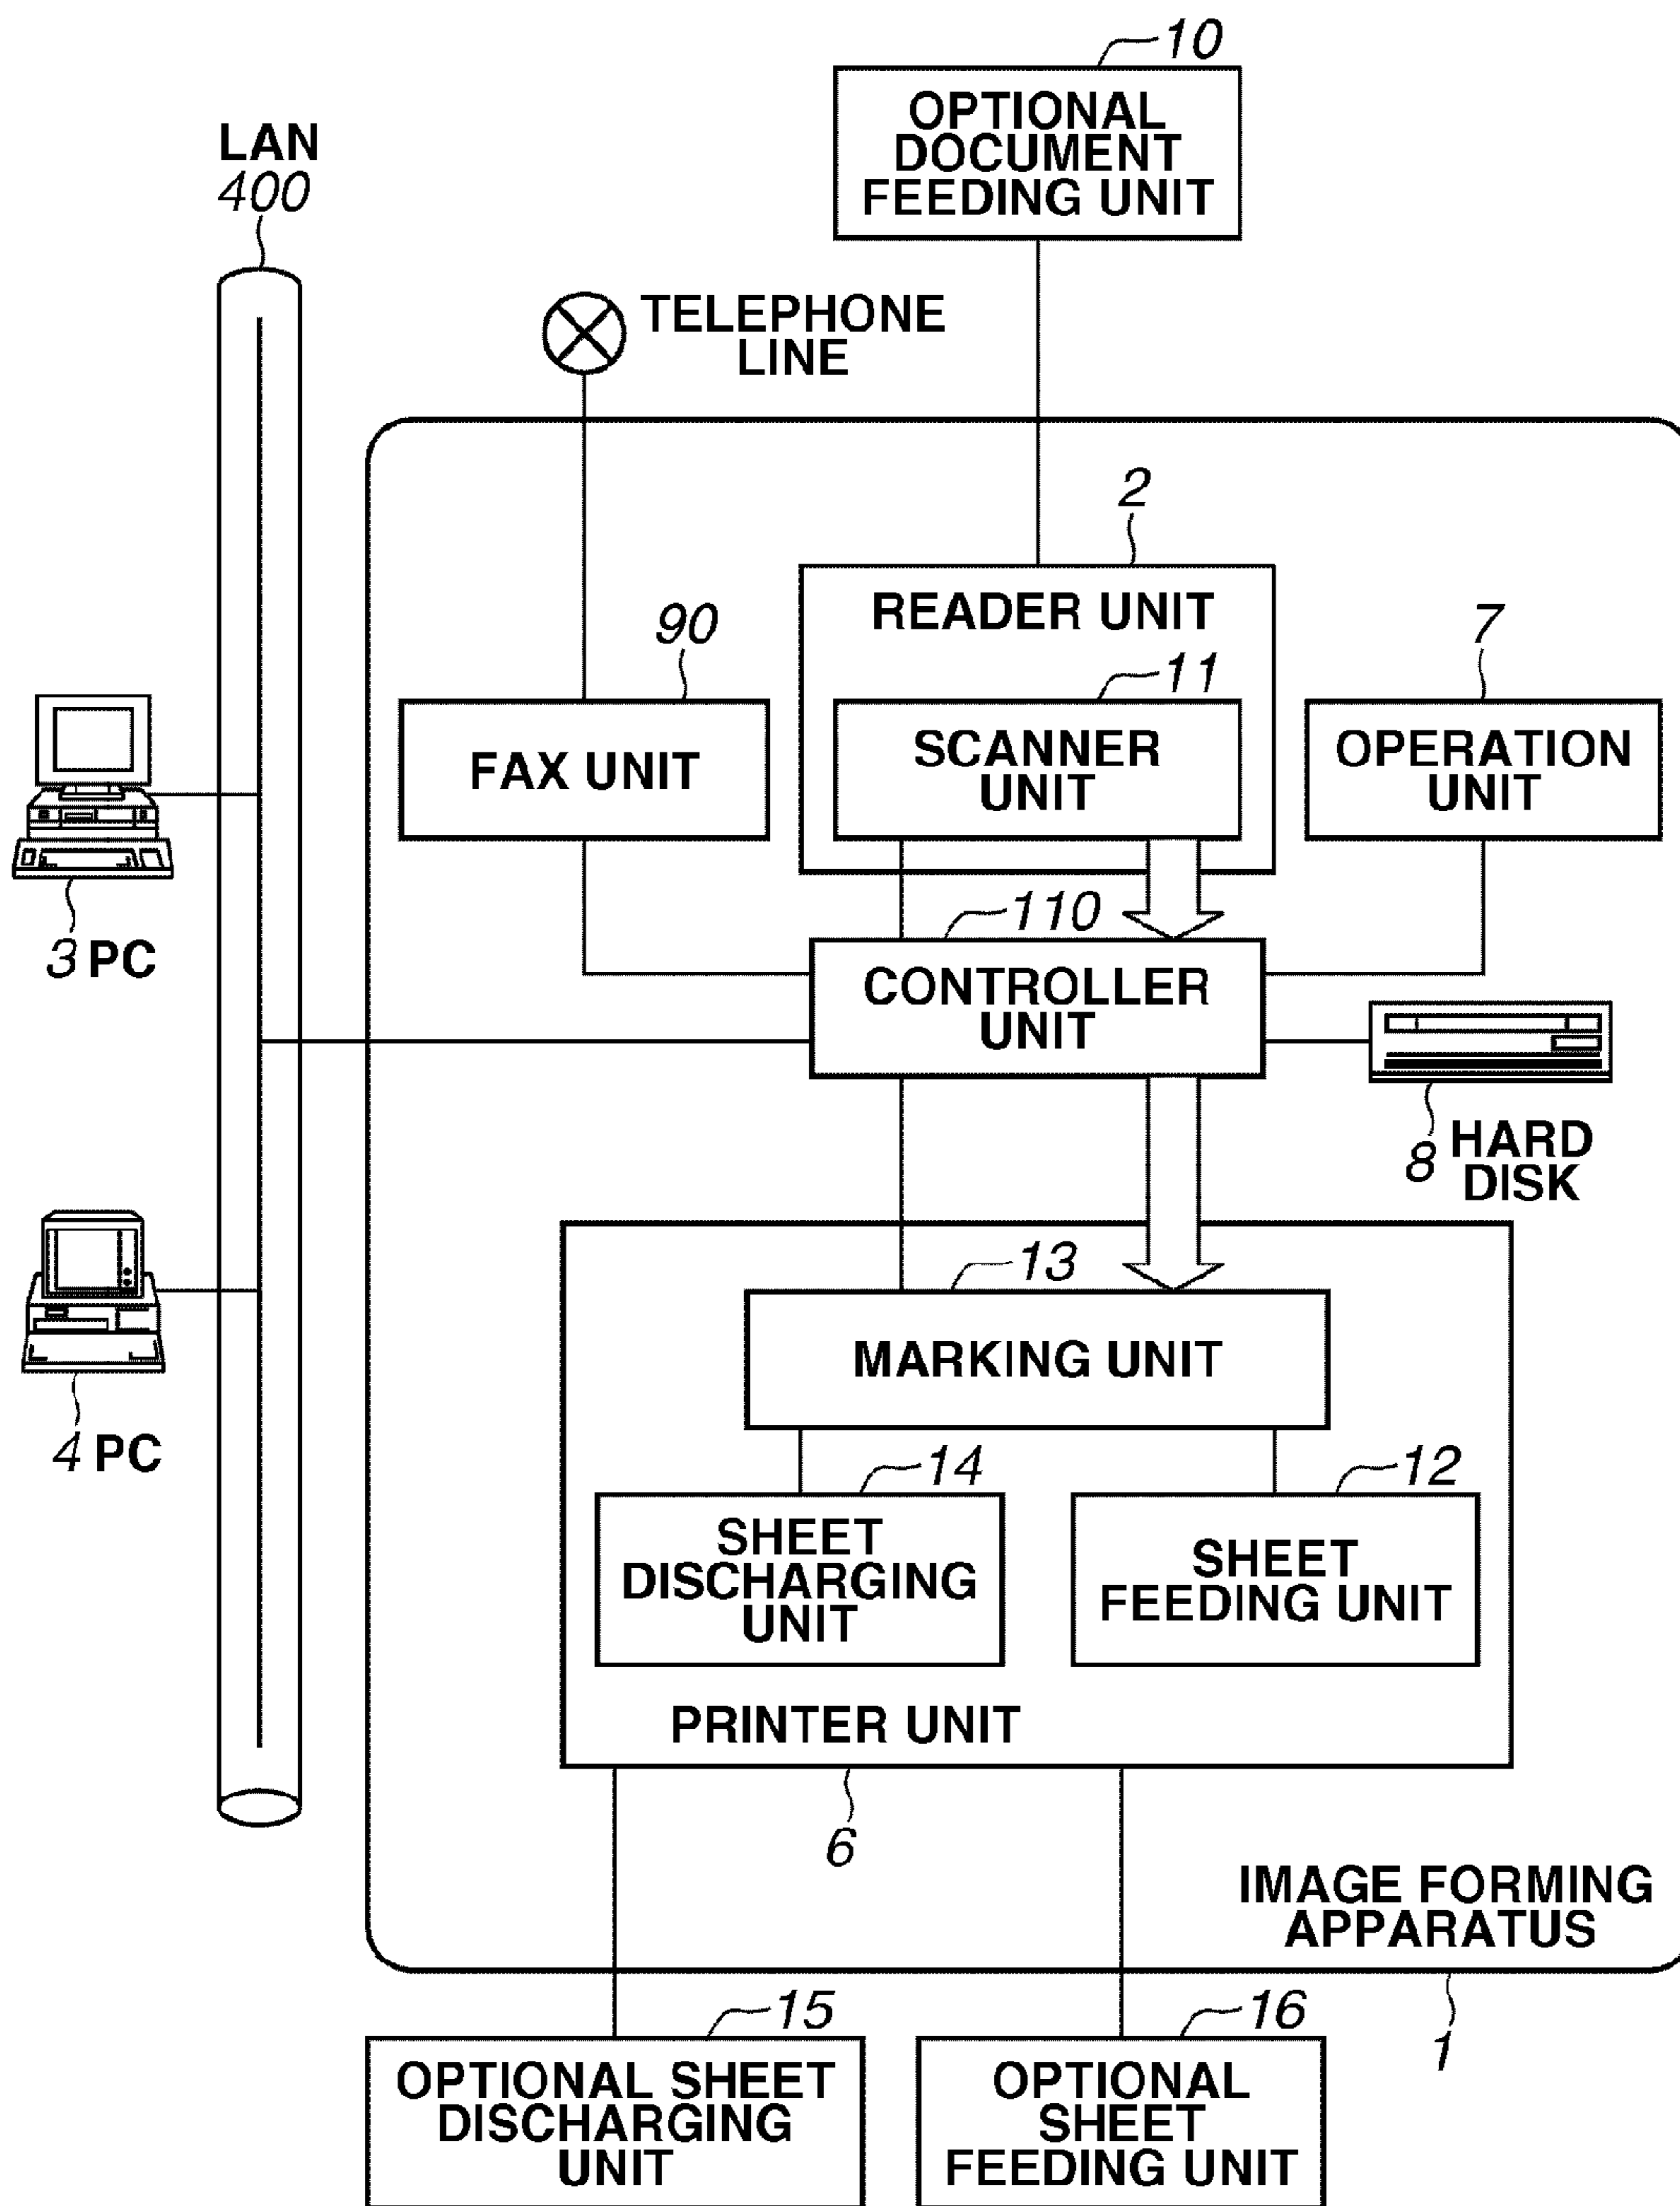 10
OPTIONAL
DOCUMENT
FEEDING UNIT
LAN
400
TELEPHONE
LINE
2
READER UNIT
90
FAX UNIT
11
SCANNER
UNIT
7
OPERATION
UNIT
3 PC
110
CONTROLLER
UNIT
8 HARD
DISK
4 PC
13
MARKING UNIT
14
SHEET
DISCHARGING
UNIT
12
SHEET
FEEDING UNIT
PRINTER UNIT
6
IMAGE FORMING
APPARATUS
1
15
OPTIONAL SHEET
DISCHARGING
UNIT
16
OPTIONAL
SHEET
FEEDING UNIT